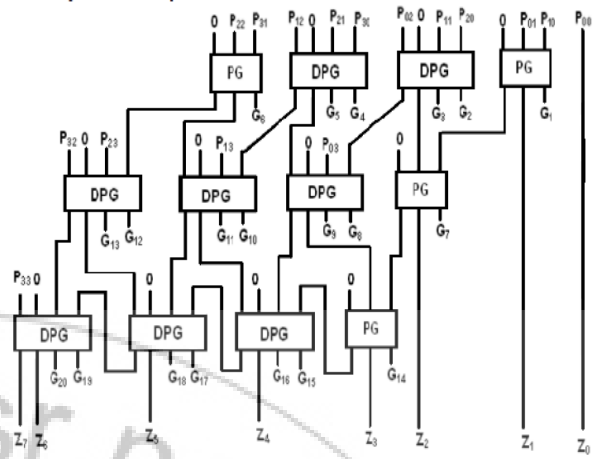 0 P22 P31 P12 0 P21 P30 P02 0 P11 P20 0 P01 P10 P00
PG DPG DPG PG
G6 G5 G4 G3 G2 G1
P32 0 P23 0 P13 0 P03 0
DPG DPG DPG PG
G13 G12 G11 G10 G9 G8 G7
P33 0 0 0 0
DPG DPG DPG PG
G20 G19 G18 G17 G16 G15 G14
Z7 Z6 Z5 Z4 Z3 Z2 Z1 Z0